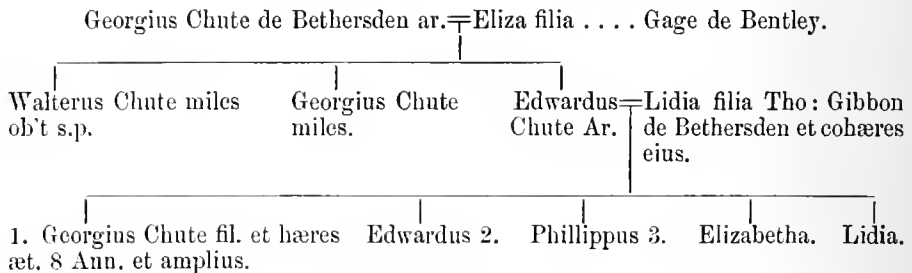 Georgius Chute de Bethersden ar.=Eliza filia . . . . Gage de Bentley.
Walterus Chute miles ob't s.p.
Georgius Chute miles.
Edwardus Chute Ar.=Lidia filia Tho: Gibbon de Bethersden et cohæres eius.
1. Georgius Chute fil. et hæres æt. 8 Ann. et amplius.
Edwardus 2.
Phillippus 3.
Elizabetha.
Lidia.